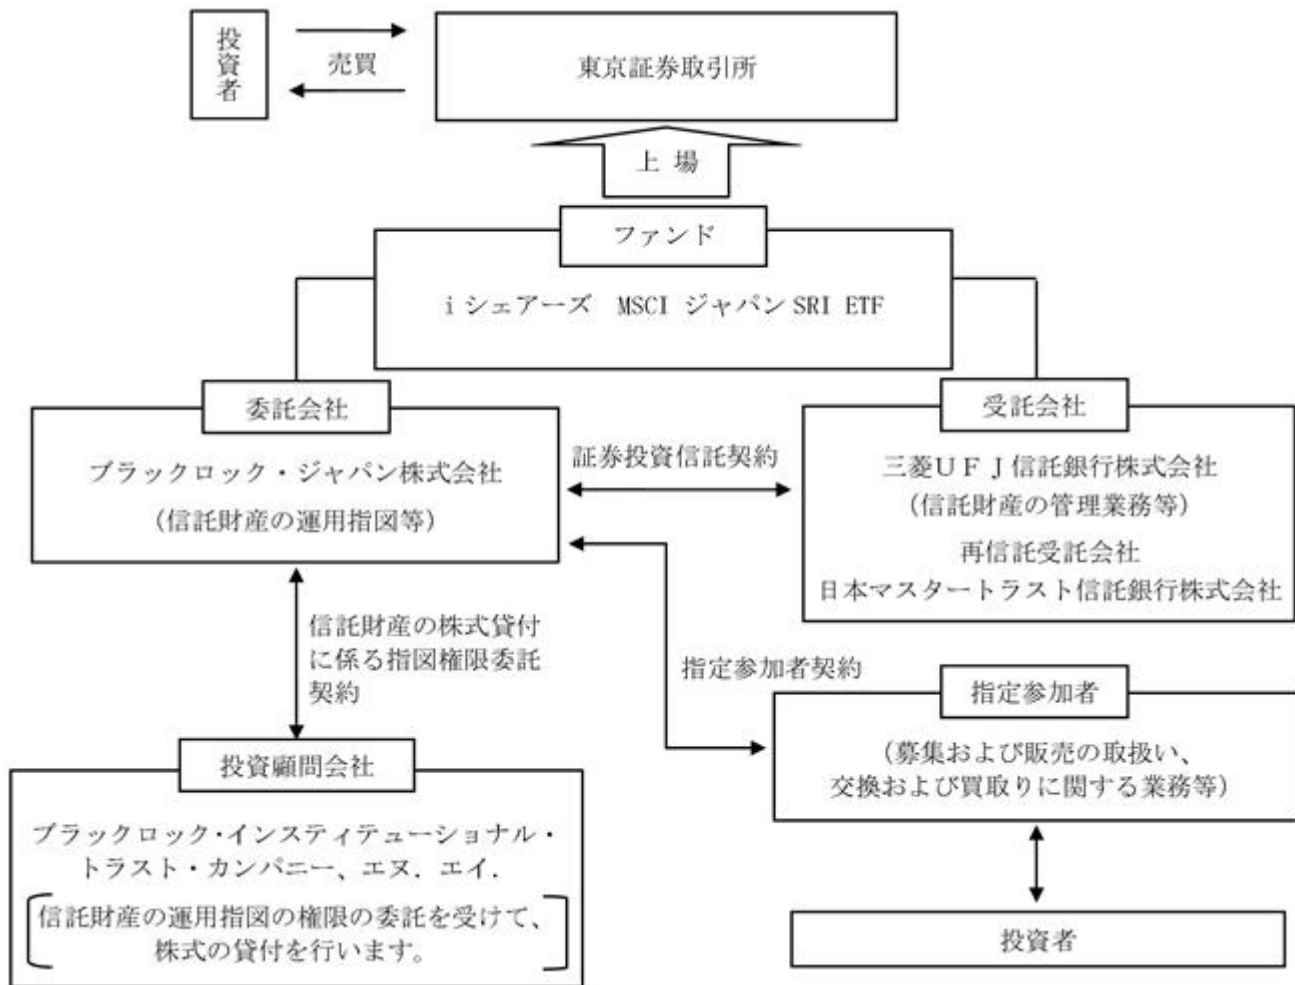 投資者
売買
東京証券取引所
上 場
ファンド
i シェアーズ　MSCI ジャパン SRI ETF
委託会社
ブラックロック・ジャパン株式会社
（信託財産の運用指図等）
証券投資信託契約
受託会社
三菱ＵＦＪ信託銀行株式会社
（信託財産の管理業務等）
再信託受託会社
日本マスタートラスト信託銀行株式会社
信託財産の株式貸付
に係る指図権限委託
契約
指定参加者契約
指定参加者
（募集および販売の取扱い、
交換および買取りに関する業務等）
投資顧問会社
ブラックロック・インスティテューショナル・
トラスト・カンパニー、エヌ．エイ．
信託財産の運用指図の権限の委託を受けて、
株式の貸付を行います。
投資者